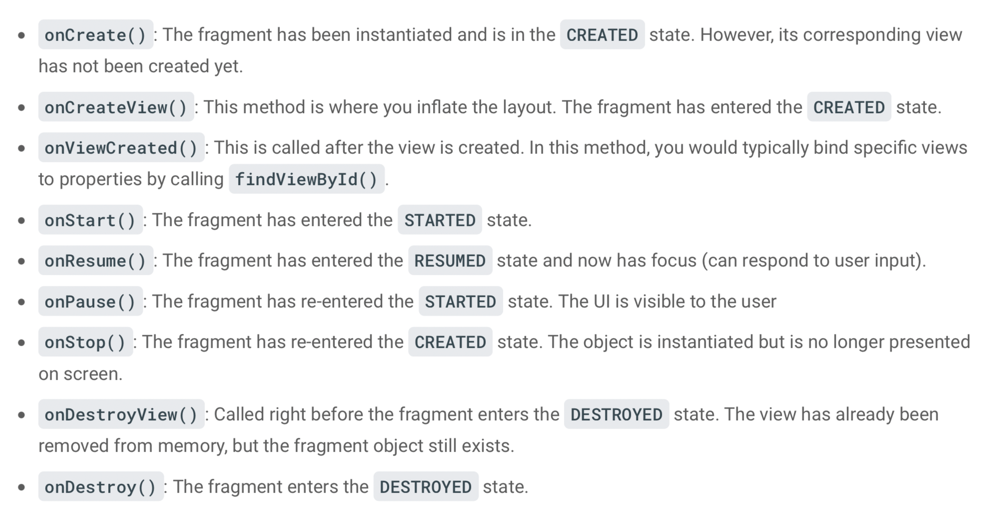 • onCreate(): The fragment has been instantiated and is in the CREATED state. However, its corresponding view
has not been created yet.
• onCreateView(): This method is where you inflate the layout. The fragment has entered the CREATED state.
• onViewCreated(): This is called after the view is created. In this method, you would typically bind specific views
to properties by calling findViewById().
• onStart(): The fragment has entered the STARTED state.
• onResume(): The fragment has entered the RESUMED state and now has focus (can respond to user input).
• onPause(): The fragment has re-entered the STARTED state. The UI is visible to the user
• onStop(): The fragment has re-entered the CREATED state. The object is instantiated but is no longer presented
on screen.
• onDestroyView(): Called right before the fragment enters the DESTROYED state. The view has already been
removed from memory, but the fragment object still exists.
• onDestroy(): The fragment enters the DESTROYED state.